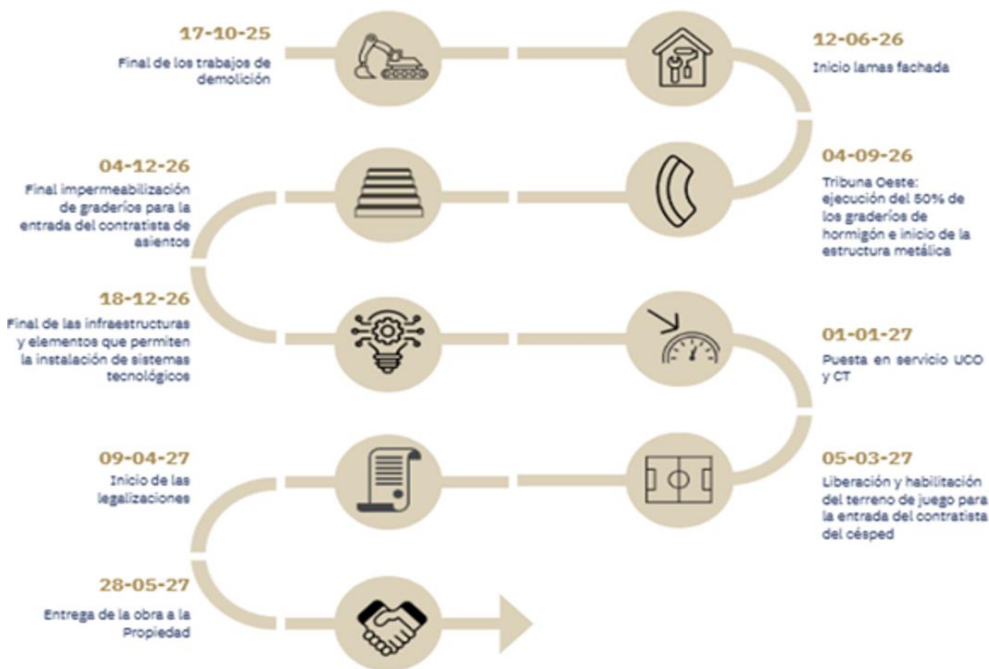 17-10-25
Final de los trabajos de
demolición
12-06-26
Inicio lamas fachada
04-09-26
Tribuna Oeste:
ejecución del 50% de
los graderíos de
hormigón e inicio de la
estructura metálica
04-12-26
Final impermeabilización
de graderíos para la
entrada del contratista de
asientos
18-12-26
Final de las infraestructuras
y elementos que permiten
la instalación de sistemas
tecnológicos
01-01-27
Puesta en servicio UCO
y CT
05-03-27
Liberación y habilitación
del terreno de juego para
la entrada del contratista
del césped
09-04-27
Inicio de las
legalizaciones
28-05-27
Entrega de la obra a la
Propiedad